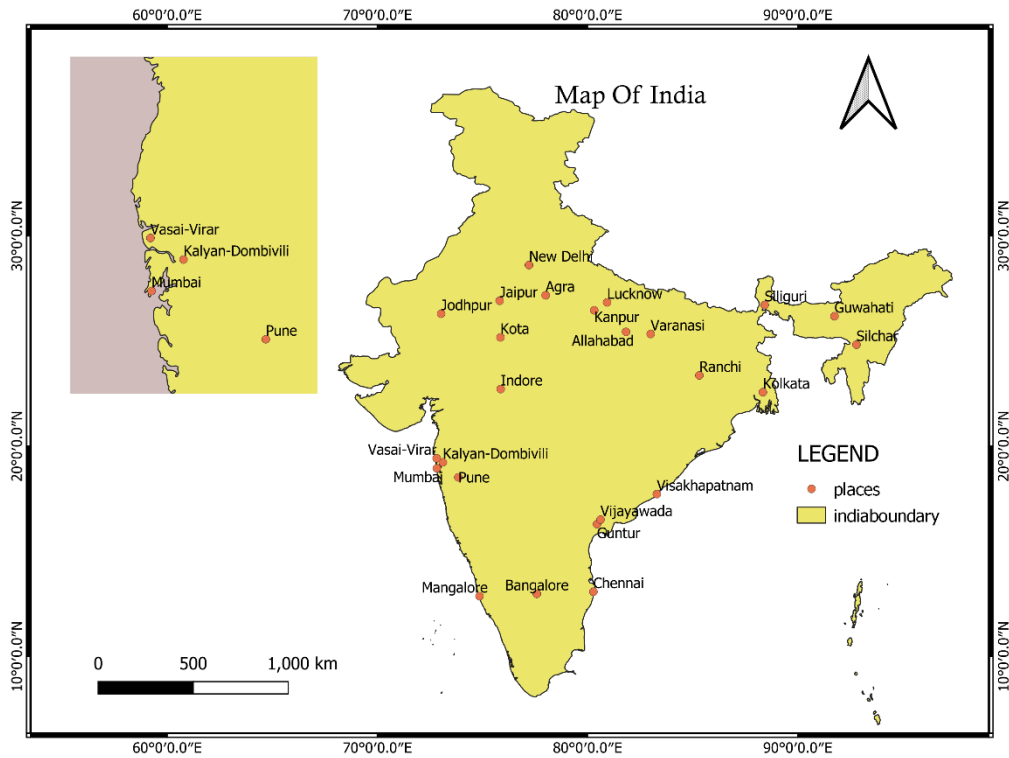 60°0'0.0"E 70°0'0.0"E 80°0'0.0"E 90°0'0.0"E
Map Of India
30°0'0.0"N
30°0'0.0"N
20°0'0.0"N
20°0'0.0"N
10°0'0.0"N
10°0'0.0"N
Vasai-Virar
Kalyan-Dombivili
Mumbai
Pune
New Delhi
Agra
Jaipur
Lucknow
Jodhpur
Kanpur
Kota
Allahabad
Varanasi
Siliguri
Guwahati
Silchar
Ranchi
Indore
Kolkata
Vasai-Virar
Kalyan-Dombivili
Mumbai
Pune
Visakhapatnam
Vijayawada
Guntur
Mangalore
Bangalore
Chennai
LEGEND
places
indiaboundary
0 500 1,000 km
60°0'0.0"E 70°0'0.0"E 80°0'0.0"E 90°0'0.0"E